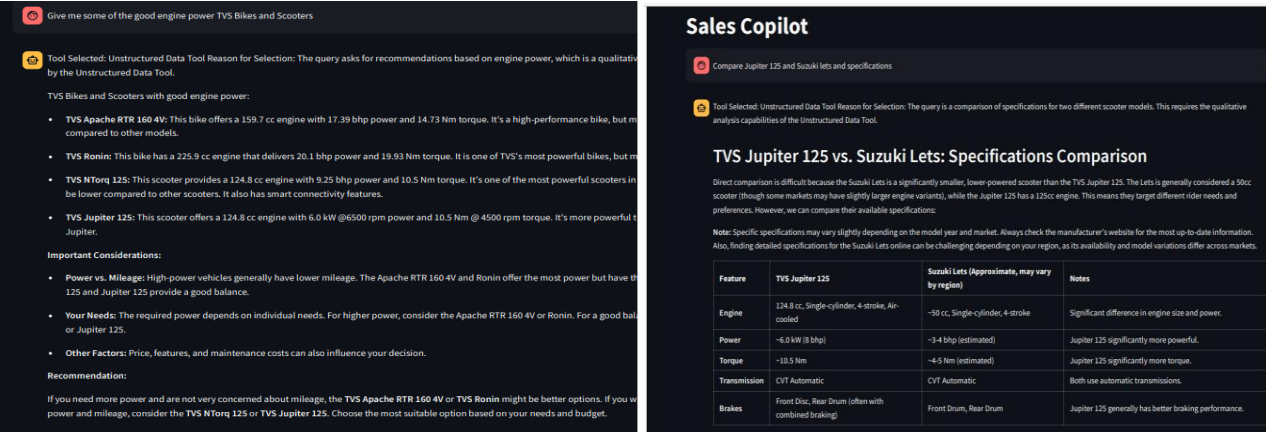 Give me some of the good engine power TVS Bikes and Scooters
Tool Selected: Unstructured Data Tool Reason for Selection: The query asks for recommendations based on engine power, which is a qualitativ
by the Unstructured Data Tool.
TVS Bikes and Scooters with good engine power:
• TVS Apache RTR 160 4V: This bike offers a 159.7 cc engine with 17.39 bhp power and 14.73 Nm torque. It's a high-performance bike, but m
compared to other models.
• TVS Ronin: This bike has a 225.9 cc engine that delivers 20.1 bhp power and 19.93 Nm torque. It is one of TVS's most powerful bikes, but m
• TVS NTorq 125: This scooter provides a 124.8 cc engine with 9.25 bhp power and 10.5 Nm torque. It's one of the most powerful scooters in
be lower compared to other scooters. It also has smart connectivity features.
• TVS Jupiter 125: This scooter offers a 124.8 cc engine with 6.0 kW @6500 rpm power and 10.5 Nm @ 4500 rpm torque. It's more powerful t
Jupiter.
Important Considerations:
• Power vs. Mileage: High-power vehicles generally have lower mileage. The Apache RTR 160 4V and Ronin offer the most power but have th
125 and Jupiter 125 provide a good balance.
• Your Needs: The required power depends on individual needs. For higher power, consider the Apache RTR 160 4V or Ronin. For a good bala
or Jupiter 125.
• Other Factors: Price, features, and maintenance costs can also influence your decision.
Recommendation:
If you need more power and are not very concerned about mileage, the TVS Apache RTR 160 4V or TVS Ronin might be better options. If you w
power and mileage, consider the TVS NTorq 125 or TVS Jupiter 125. Choose the most suitable option based on your needs and budget.
Sales Copilot
Compare Jupiter 125 and Suzuki lets and specifications
Tool Selected: Unstructured Data Tool Reason for Selection: The query is a comparison of specifications for two different scooter models. This requires the qualitative
analysis capabilities of the Unstructured Data Tool.
TVS Jupiter 125 vs. Suzuki Lets: Specifications Comparison
Direct comparison is difficult because the Suzuki Lets is a significantly smaller, lower-powered scooter than the TVS Jupiter 125. The Lets is generally considered a 50cc
scooter (though some markets may have slightly larger engine variants), while the Jupiter 125 has a 125cc engine. This means they target different rider needs and
preferences. However, we can compare their available specifications:
Note: Specific specifications may vary slightly depending on the model year and market. Always check the manufacturer's website for the most up-to-date information.
Also, finding detailed specifications for the Suzuki Lets online can be challenging depending on your region, as its availability and model variations differ across markets.
Feature TVS Jupiter 125 Suzuki Lets (Approximate, may vary by region) Notes
Engine 124.8 cc, Single-cylinder, 4-stroke, Air-cooled ~50 cc, Single-cylinder, 4-stroke Significant difference in engine size and power.
Power ~6.0 kW (8 bhp) ~3-4 bhp (estimated) Jupiter 125 significantly more powerful.
Torque ~10.5 Nm ~4-5 Nm (estimated) Jupiter 125 significantly more torque.
Transmission CVT Automatic CVT Automatic Both use automatic transmissions.
Brakes Front Disc, Rear Drum (often with combined braking) Front Drum, Rear Drum Jupiter 125 generally has better braking performance.